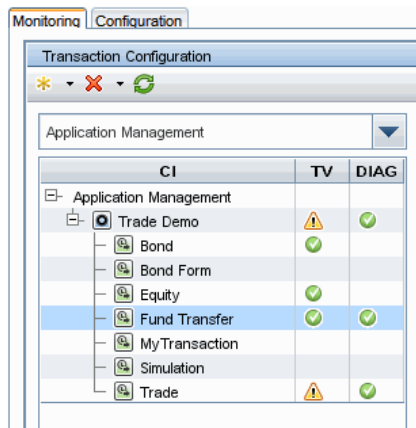 Monitoring Configuration
Transaction Configuration
Application Management
CI TV DIAG
Application Management
Trade Demo
Bond
Bond Form
Equity
Fund Transfer
MyTransaction
Simulation
Trade